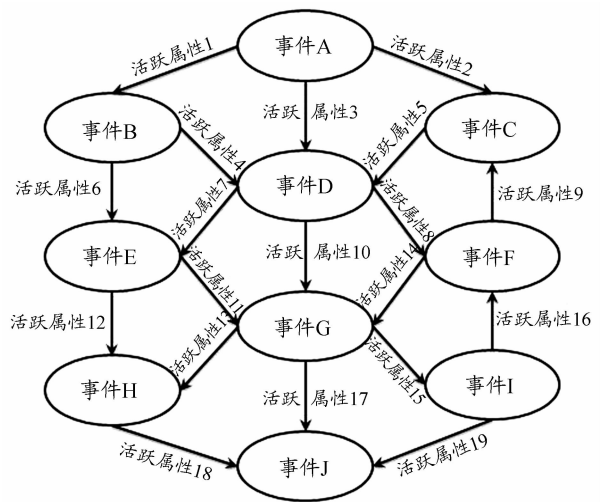 事件A
活跃属性1
活跃属性2
活跃 属性3
事件B
事件C
活跃属性4
活跃属性5
事件D
活跃属性6
活跃属性7
活跃属性8
活跃属性9
事件E
活跃 属性10
事件F
活跃属性11
活跃属性14
活跃属性12
活跃属性13
事件G
活跃属性15
活跃属性16
事件H
活跃 属性17
事件I
活跃属性18
事件J
活跃属性19